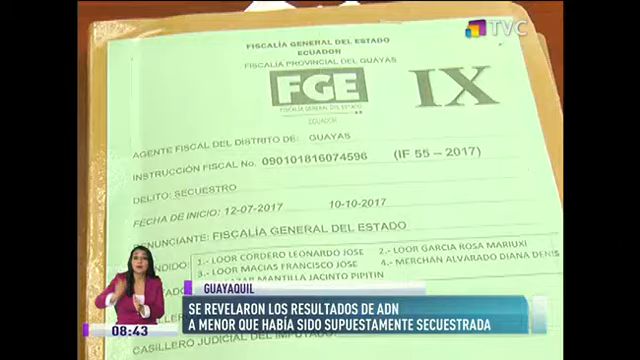 TVC
FISCALÍA GENERAL DEL ESTADO
ECUADOR
FISCALÍA PROVINCIAL DEL GUAYAS
FGE
FISCALÍA GENERAL DEL ESTADO
ECUADOR
IX
AGENTE FISCAL DEL DISTRITO DE: GUAYAS
INSTRUCCIÓN FISCAL No. 090101816074596 (IF 55 – 2017)
DELITO: SECUESTRO
FECHA DE INICIO: 12-07-2017 10-10-2017
ENUNCIANTE: FISCALÍA GENERAL DEL ESTADO
1.- LOOR CORDERO LEONARDO JOSE 2.- LOOR GARCIA ROSA MARIUXI
3.- LOOR MACIAS FRANCISCO JOSE 4.- MERCHAN ALVARADO DIANA DENIS
MANTILLA JACINTO PIPITIN
GUAYAQUIL
SE REVELARON LOS RESULTADOS DE ADN
A MENOR QUE HABÍA SIDO SUPUESTAMENTE SECUESTRADA
08:43
CASILLERO JUDICIAL DEL